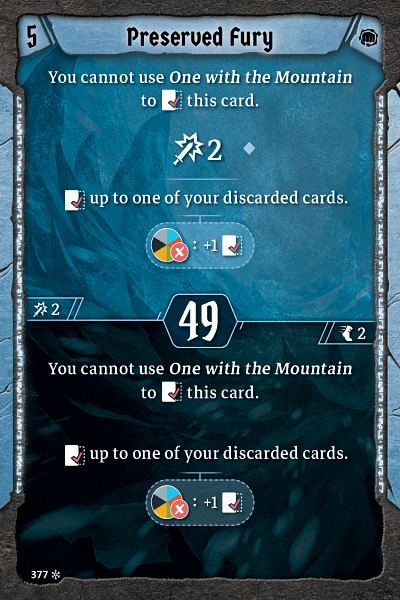 5 Preserved Fury
You cannot use One with the Mountain
to this card.
2
up to one of your discarded cards.
: +1
2
49
2
You cannot use One with the Mountain
to this card.
up to one of your discarded cards.
: +1
377